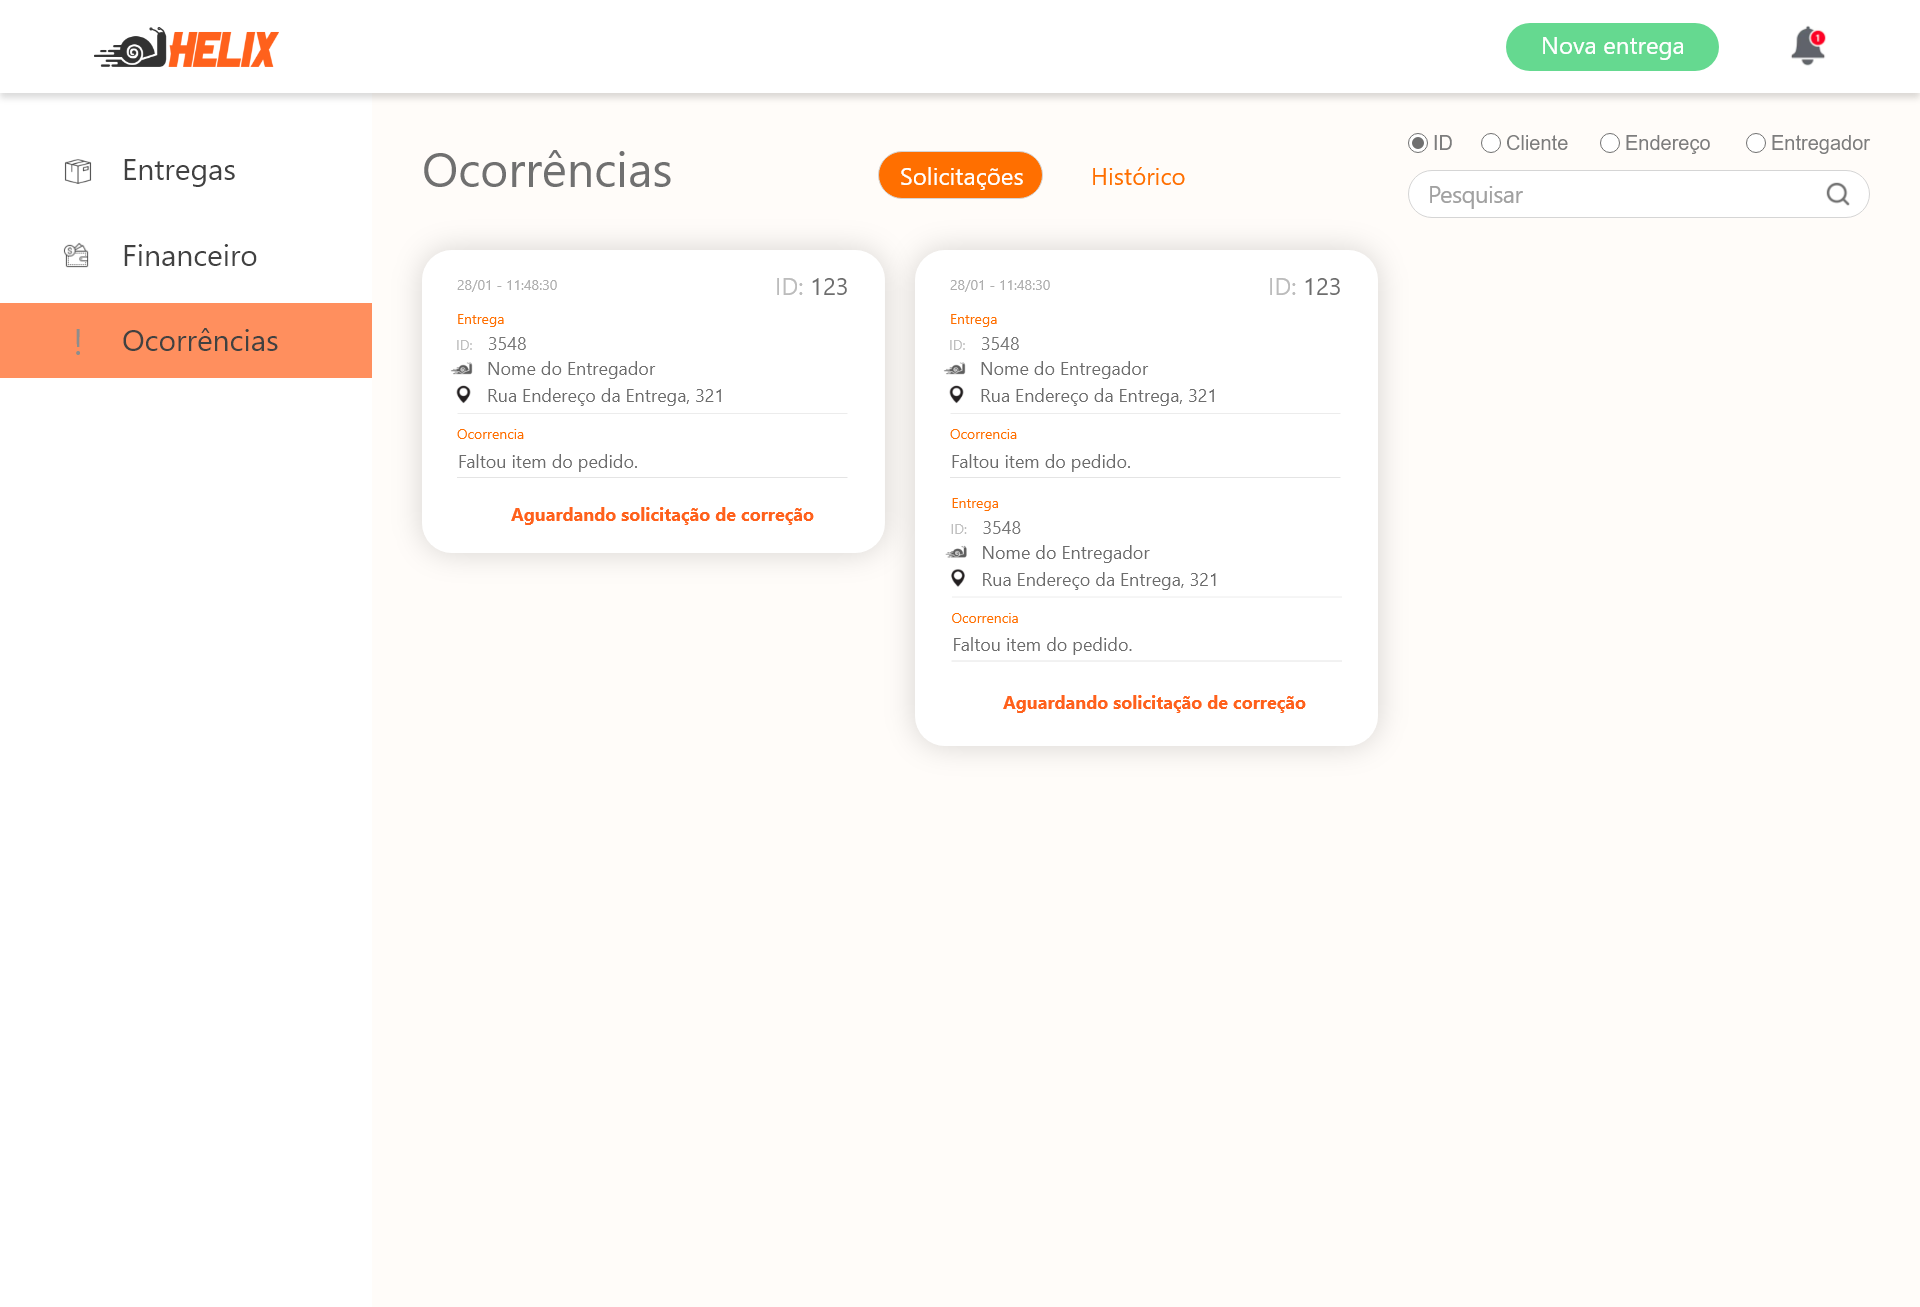 HELIX
Nova entrega
1
Entregas
Financeiro
Ocorrências
Ocorrências
Solicitações
Histórico
ID
Cliente
Endereço
Entregador
Pesquisar
28/01 - 11:48:30
ID: 123
Entrega
ID: 3548
Nome do Entregador
Rua Endereço da Entrega, 321
Ocorrencia
Faltou item do pedido.
Aguardando solicitação de correção
28/01 - 11:48:30
ID: 123
Entrega
ID: 3548
Nome do Entregador
Rua Endereço da Entrega, 321
Ocorrencia
Faltou item do pedido.
Entrega
ID: 3548
Nome do Entregador
Rua Endereço da Entrega, 321
Ocorrencia
Faltou item do pedido.
Aguardando solicitação de correção